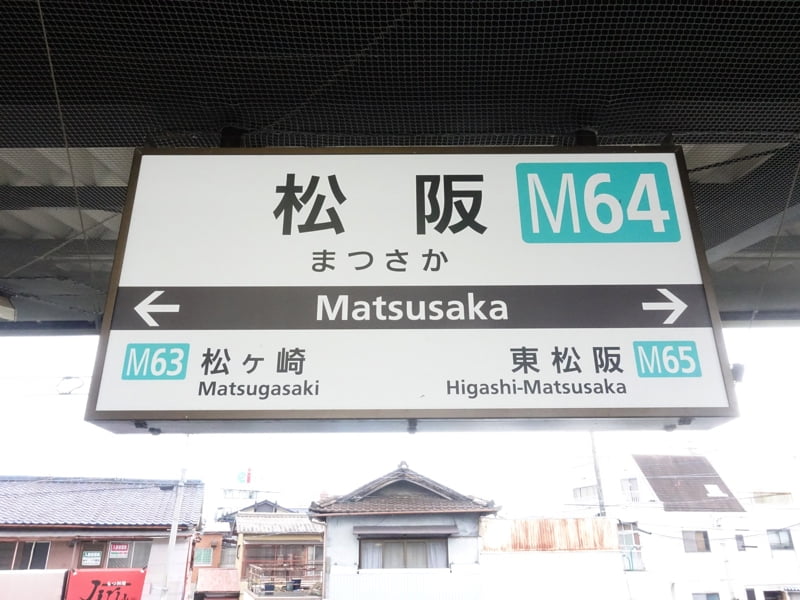 松阪 M64
まつさか
← Matsusaka →
M63 松ヶ崎 東松阪 M65
Matsugasaki Higashi-Matsusaka